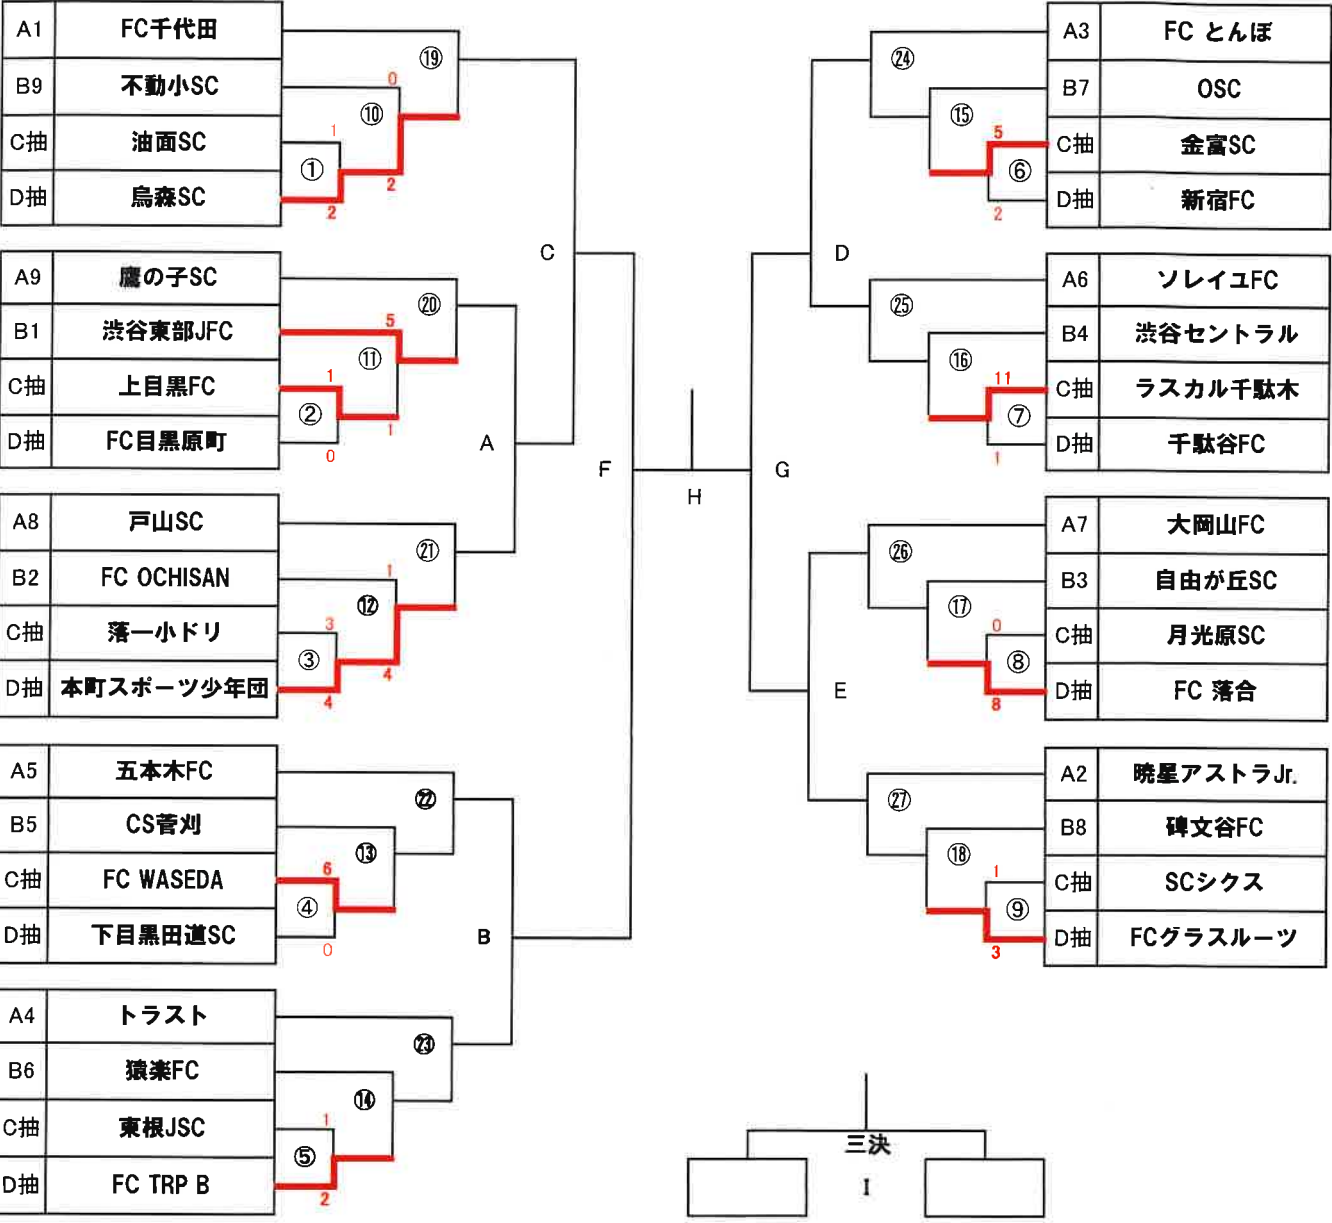 A1 FC千代田
B9 不動小SC
C抽 油面SC
D抽 烏森SC
⑲
0
⑩
1
①
2
2
A9 鷹の子SC
B1 渋谷東部JFC
C抽 上目黒FC
D抽 FC目黒原町
⑳
5
⑪
1
②
1
0
A8 戸山SC
B2 FC OCHISAN
C抽 落一小ドリ
D抽 本町スポーツ少年団
㉑
1
⑫
3
③
4
4
A5 五本木FC
B5 CS菅刈
C抽 FC WASEDA
D抽 下目黒田道SC
㉒
⑬
6
④
0
A4 トラスト
B6 猿楽FC
C抽 東根JSC
D抽 FC TRP B
㉓
⑭
1
⑤
2
C
A
F
B
H
G
D
E
A3 FC とんぼ
B7 OSC
C抽 金富SC
D抽 新宿FC
㉔
⑮
5
⑥
2
A6 ソレイユFC
B4 渋谷セントラル
C抽 ラスカル千駄木
D抽 千駄谷FC
㉕
⑯
11
⑦
1
A7 大岡山FC
B3 自由が丘SC
C抽 月光原SC
D抽 FC 落合
㉖
⑰
0
⑧
8
A2 暁星アストラJr.
B8 碑文谷FC
C抽 SCシクス
D抽 FCグラスルーツ
㉗
⑱
1
⑨
3
三決
I